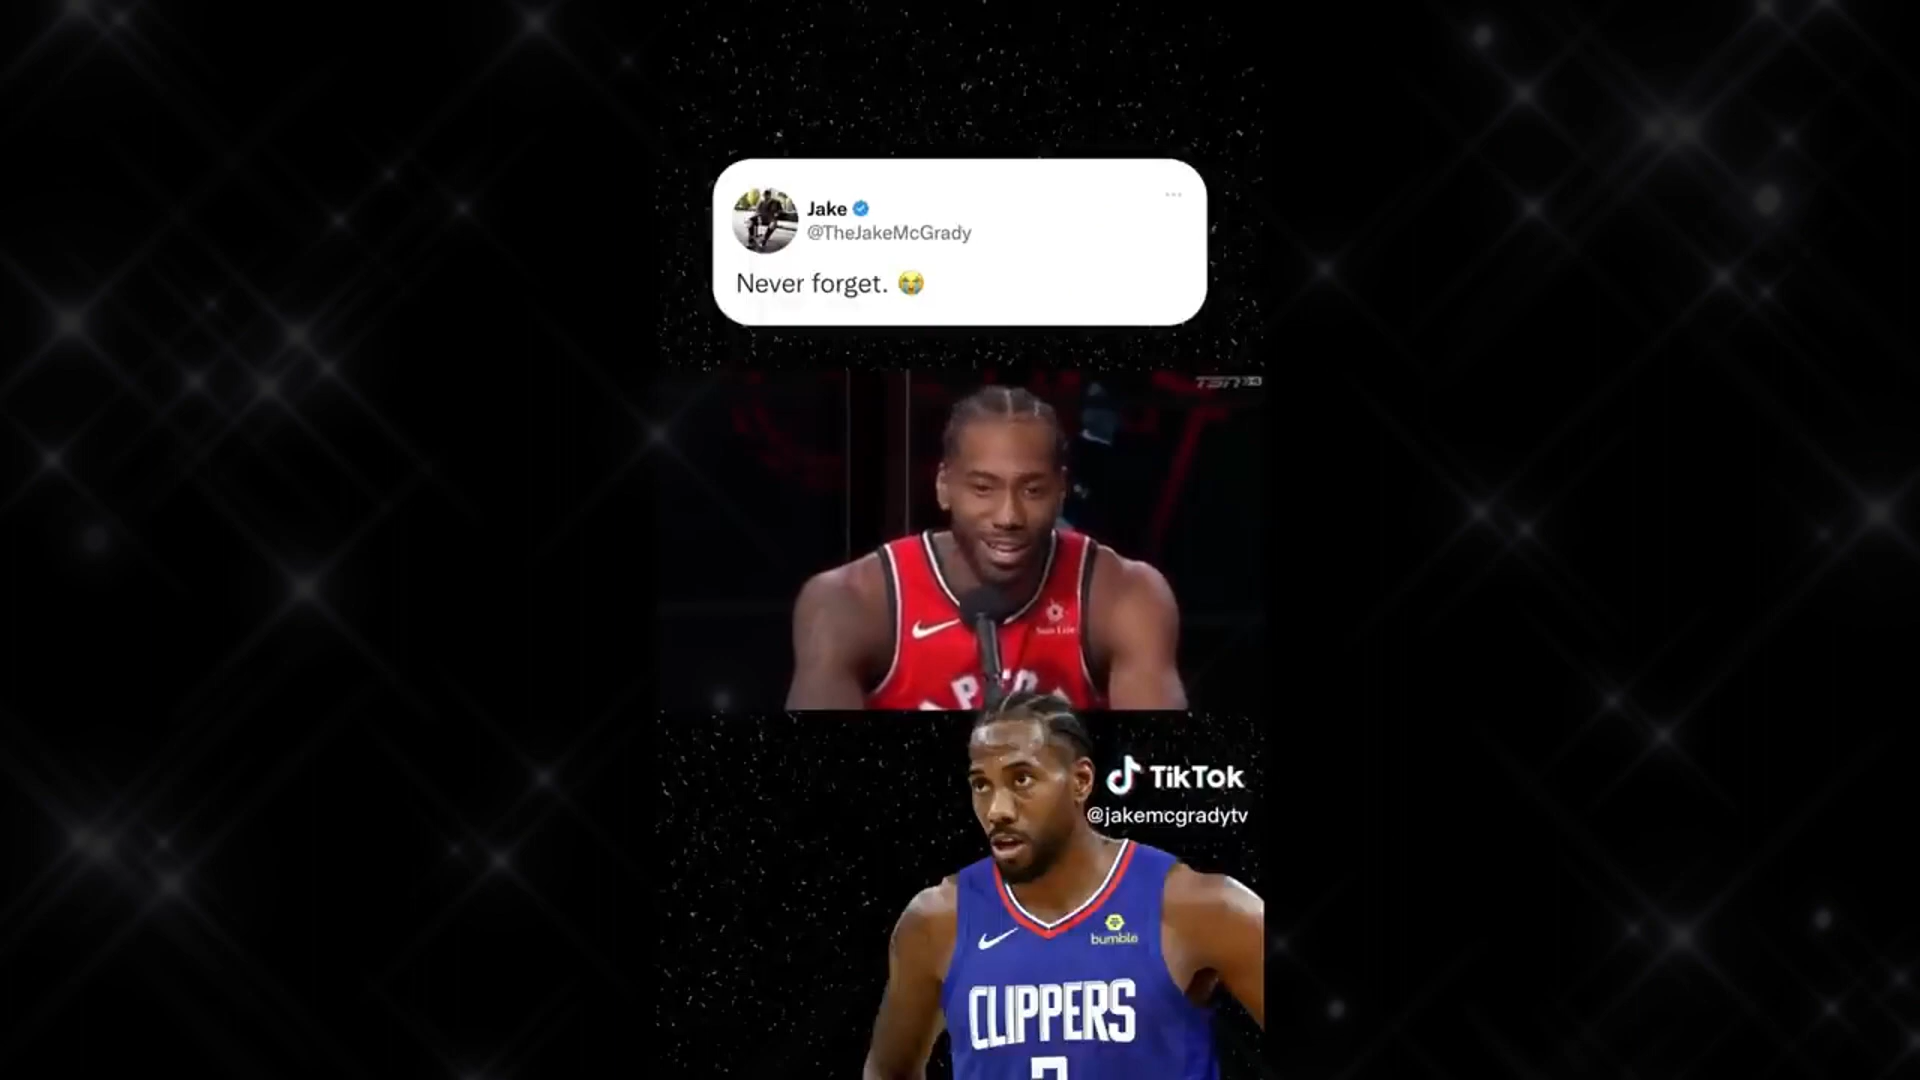 Jake
@TheJakeMcGrady
Never forget. 😭
TSN
Sun Life
TikTok
@jakemcgradytv
bumble
CLIPPERS